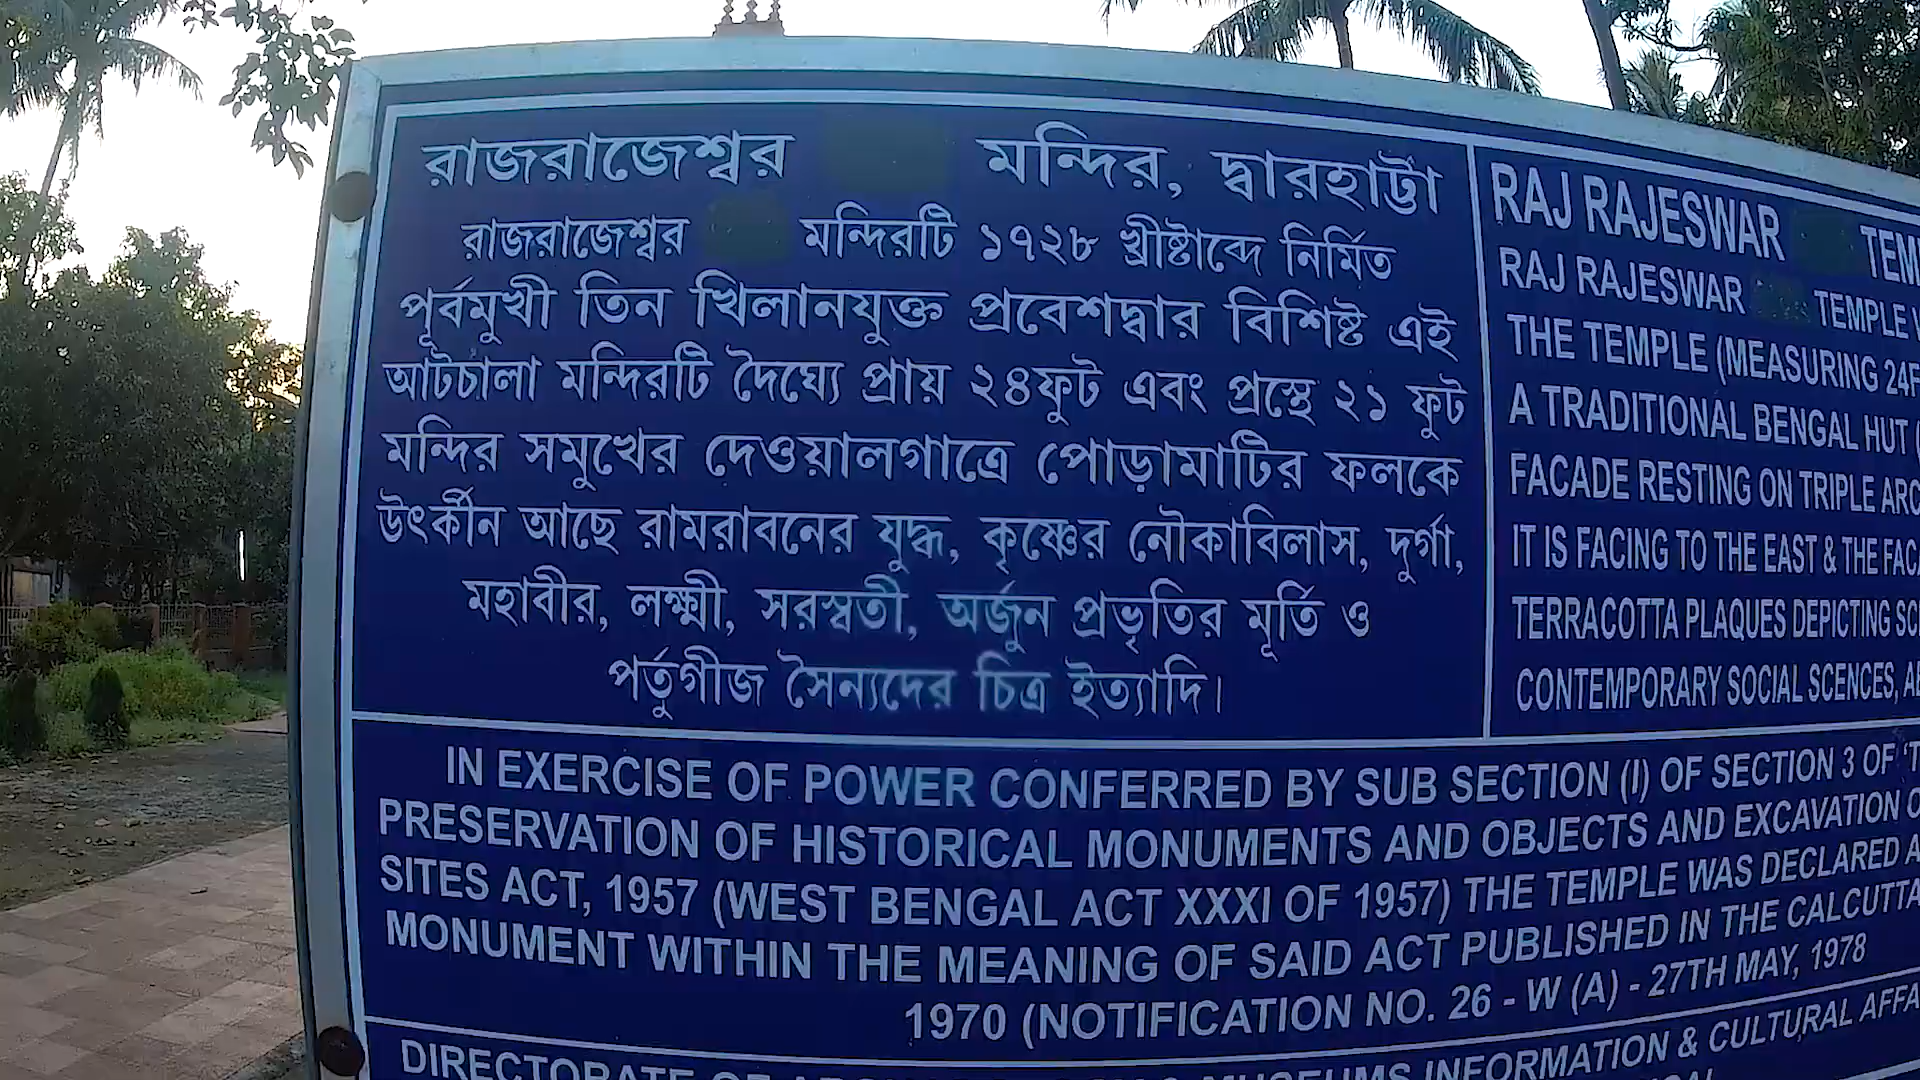 রাজরাজেশ্বর মন্দির, দ্বারহাট্টা
রাজরাজেশ্বর মন্দিরটি ১৭২৮ খ্রীষ্টাব্দে নির্মিত
পূর্বমুখী তিন খিলানযুক্ত প্রবেশদ্বার বিশিষ্ট এই
আটচালা মন্দিরটি দৈঘ্যে প্রায় ২৪ফুট এবং প্রস্থে ২১ ফুট
মন্দির সমুখের দেওয়ালগাত্রে পোড়ামাটির ফলকে
উৎর্কীন আছে রামরাবনের যুদ্ধ, কৃষ্ণের নৌকাবিলাস, দুর্গা,
মহাবীর, লক্ষ্মী, সরস্বতী, অর্জুন প্রভৃতির মূর্তি ও
পর্তুগীজ সৈন্যদের চিত্র ইত্যাদি।
RAJ RAJESWAR
RAJ RAJESWAR TEMPLE
THE TEMPLE (MEASURING
A TRADITIONAL BENGAL HUT
FACADE RESTING ON TRIPLE
IT IS FACING TO THE EAST & THE
TERRACOTTA PLAQUES DEPICTING
CONTEMPORARY SOCIAL SCENCES,
IN EXERCISE OF POWER CONFERRED BY SUB SECTION (I) OF SECTION 3 OF
PRESERVATION OF HISTORICAL MONUMENTS AND OBJECTS AND EXCAVATION
SITES ACT, 1957 (WEST BENGAL ACT XXXI OF 1957) THE TEMPLE WAS DECLARED
MONUMENT WITHIN THE MEANING OF SAID ACT PUBLISHED IN THE CALCUTTA
1970 (NOTIFICATION NO. 26 - W (A) - 27TH MAY, 1978
DIRECTORATE OF MUSEUMS INFORMATION & CULTURAL